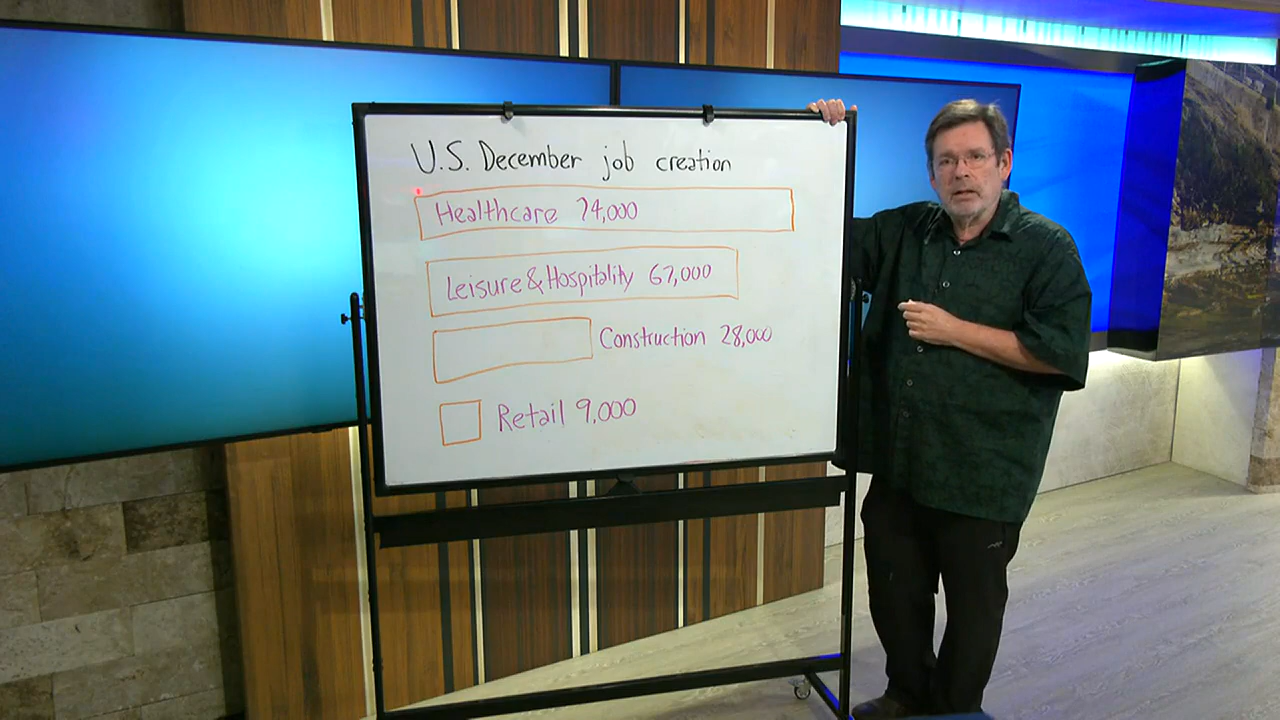 U.S. December job creation
Healthcare 74,000
Leisure & Hospitality 67,000
Construction 28,000
Retail 9,000